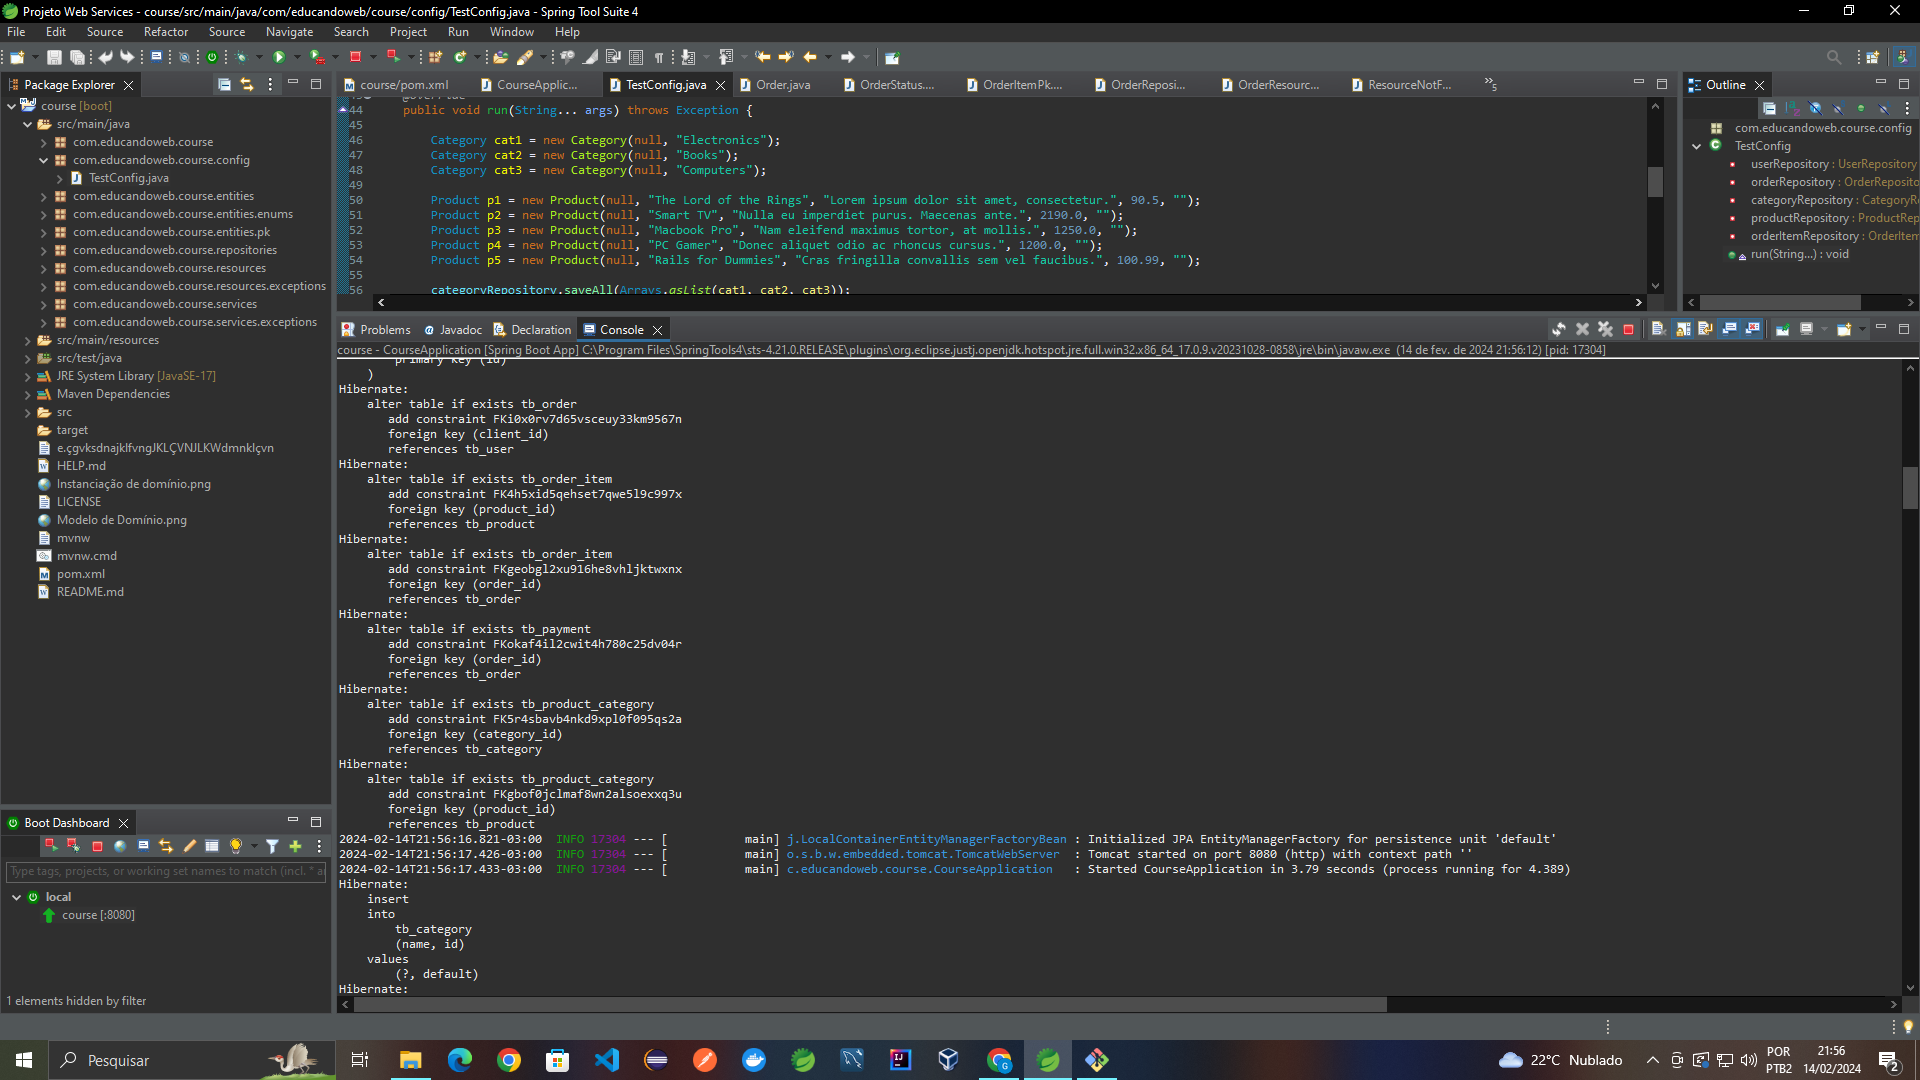 Projeto Web Services - course/src/main/java/com/educandoweb/course/config/TestConfig.java - Spring Tool Suite 4
File Edit Source Refactor Source Navigate Search Project Run Window Help
Package Explorer
course [boot]
src/main/java
com.educandoweb.course
com.educandoweb.course.config
TestConfig.java
com.educandoweb.course.entities
com.educandoweb.course.entities.enums
com.educandoweb.course.entities.pk
com.educandoweb.course.repositories
com.educandoweb.course.resources
com.educandoweb.course.resources.exceptions
com.educandoweb.course.services
com.educandoweb.course.services.exceptions
src/main/resources
src/test/java
JRE System Library [JavaSE-17]
Maven Dependencies
src
target
e.çgvksdnajklfvngJKLÇVNJLKWdmnklçvn
HELP.md
Instanciação de domínio.png
LICENSE
Modelo de Domínio.png
mvnw
mvnw.cmd
pom.xml
README.md
Boot Dashboard
Type tags, projects, or working set names to match (incl. * a
local
course [:8080]
1 elements hidden by filter
course/pom.xml CourseApplic... TestConfig.java Order.java OrderStatus.... OrderItemPk.... OrderReposi... OrderResourc... ResourceNotF... »5
44 public void run(String... args) throws Exception {
45
46 Category cat1 = new Category(null, "Electronics");
47 Category cat2 = new Category(null, "Books");
48 Category cat3 = new Category(null, "Computers");
49
50 Product p1 = new Product(null, "The Lord of the Rings", "Lorem ipsum dolor sit amet, consectetur.", 90.5, "");
51 Product p2 = new Product(null, "Smart TV", "Nulla eu imperdiet purus. Maecenas ante.", 2190.0, "");
52 Product p3 = new Product(null, "Macbook Pro", "Nam eleifend maximus tortor, at mollis.", 1250.0, "");
53 Product p4 = new Product(null, "PC Gamer", "Donec aliquet odio ac rhoncus cursus.", 1200.0, "");
54 Product p5 = new Product(null, "Rails for Dummies", "Cras fringilla convallis sem vel faucibus.", 100.99, "");
55
56 categoryRepository.saveAll(Arrays.asList(cat1, cat2, cat3));
Outline
com.educandoweb.course.config
TestConfig
userRepository : UserRepository
orderRepository : OrderReposito
categoryRepository : CategoryRe
productRepository : ProductRep
orderItemRepository : OrderItem
run(String...) : void
Problems Javadoc Declaration Console
course - CourseApplication [Spring Boot App] C:\Program Files\SpringTools4\sts-4.21.0.RELEASE\plugins\org.eclipse.justj.openjdk.hotspot.jre.full.win32.x86_64_17.0.9.v20231028-0858\jre\bin\javaw.exe (14 de fev. de 2024 21:56:12) [pid: 17304]
primary key (id)
)
Hibernate:
alter table if exists tb_order
add constraint FKi0x0rv7d65vsceuy33km9567n
foreign key (client_id)
references tb_user
Hibernate:
alter table if exists tb_order_item
add constraint FK4h5xid5qehset7qwe5l9c997x
foreign key (product_id)
references tb_product
Hibernate:
alter table if exists tb_order_item
add constraint FKgeobgl2xu916he8vhljktwxnx
foreign key (order_id)
references tb_order
Hibernate:
alter table if exists tb_payment
add constraint FKokaf4il2cwit4h780c25dv04r
foreign key (order_id)
references tb_order
Hibernate:
alter table if exists tb_product_category
add constraint FK5r4sbavb4nkd9xpl0f095qs2a
foreign key (category_id)
references tb_category
Hibernate:
alter table if exists tb_product_category
add constraint FKgbof0jclmaf8wn2alsoexxq3u
foreign key (product_id)
references tb_product
2024-02-14T21:56:16.821-03:00 INFO 17304 --- [ main] j.LocalContainerEntityManagerFactoryBean : Initialized JPA EntityManagerFactory for persistence unit 'default'
2024-02-14T21:56:17.426-03:00 INFO 17304 --- [ main] o.s.b.w.embedded.tomcat.TomcatWebServer : Tomcat started on port 8080 (http) with context path ''
2024-02-14T21:56:17.433-03:00 INFO 17304 --- [ main] c.educandoweb.course.CourseApplication : Started CourseApplication in 3.79 seconds (process running for 4.389)
Hibernate:
insert
into
tb_category
(name, id)
values
(?, default)
Hibernate:
Pesquisar
22°C Nublado
POR
PTB2
21:56
14/02/2024
2